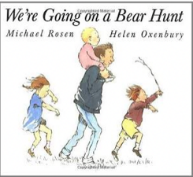 We're Going on a Bear Hunt
Michael Rosen Helen Oxenbury